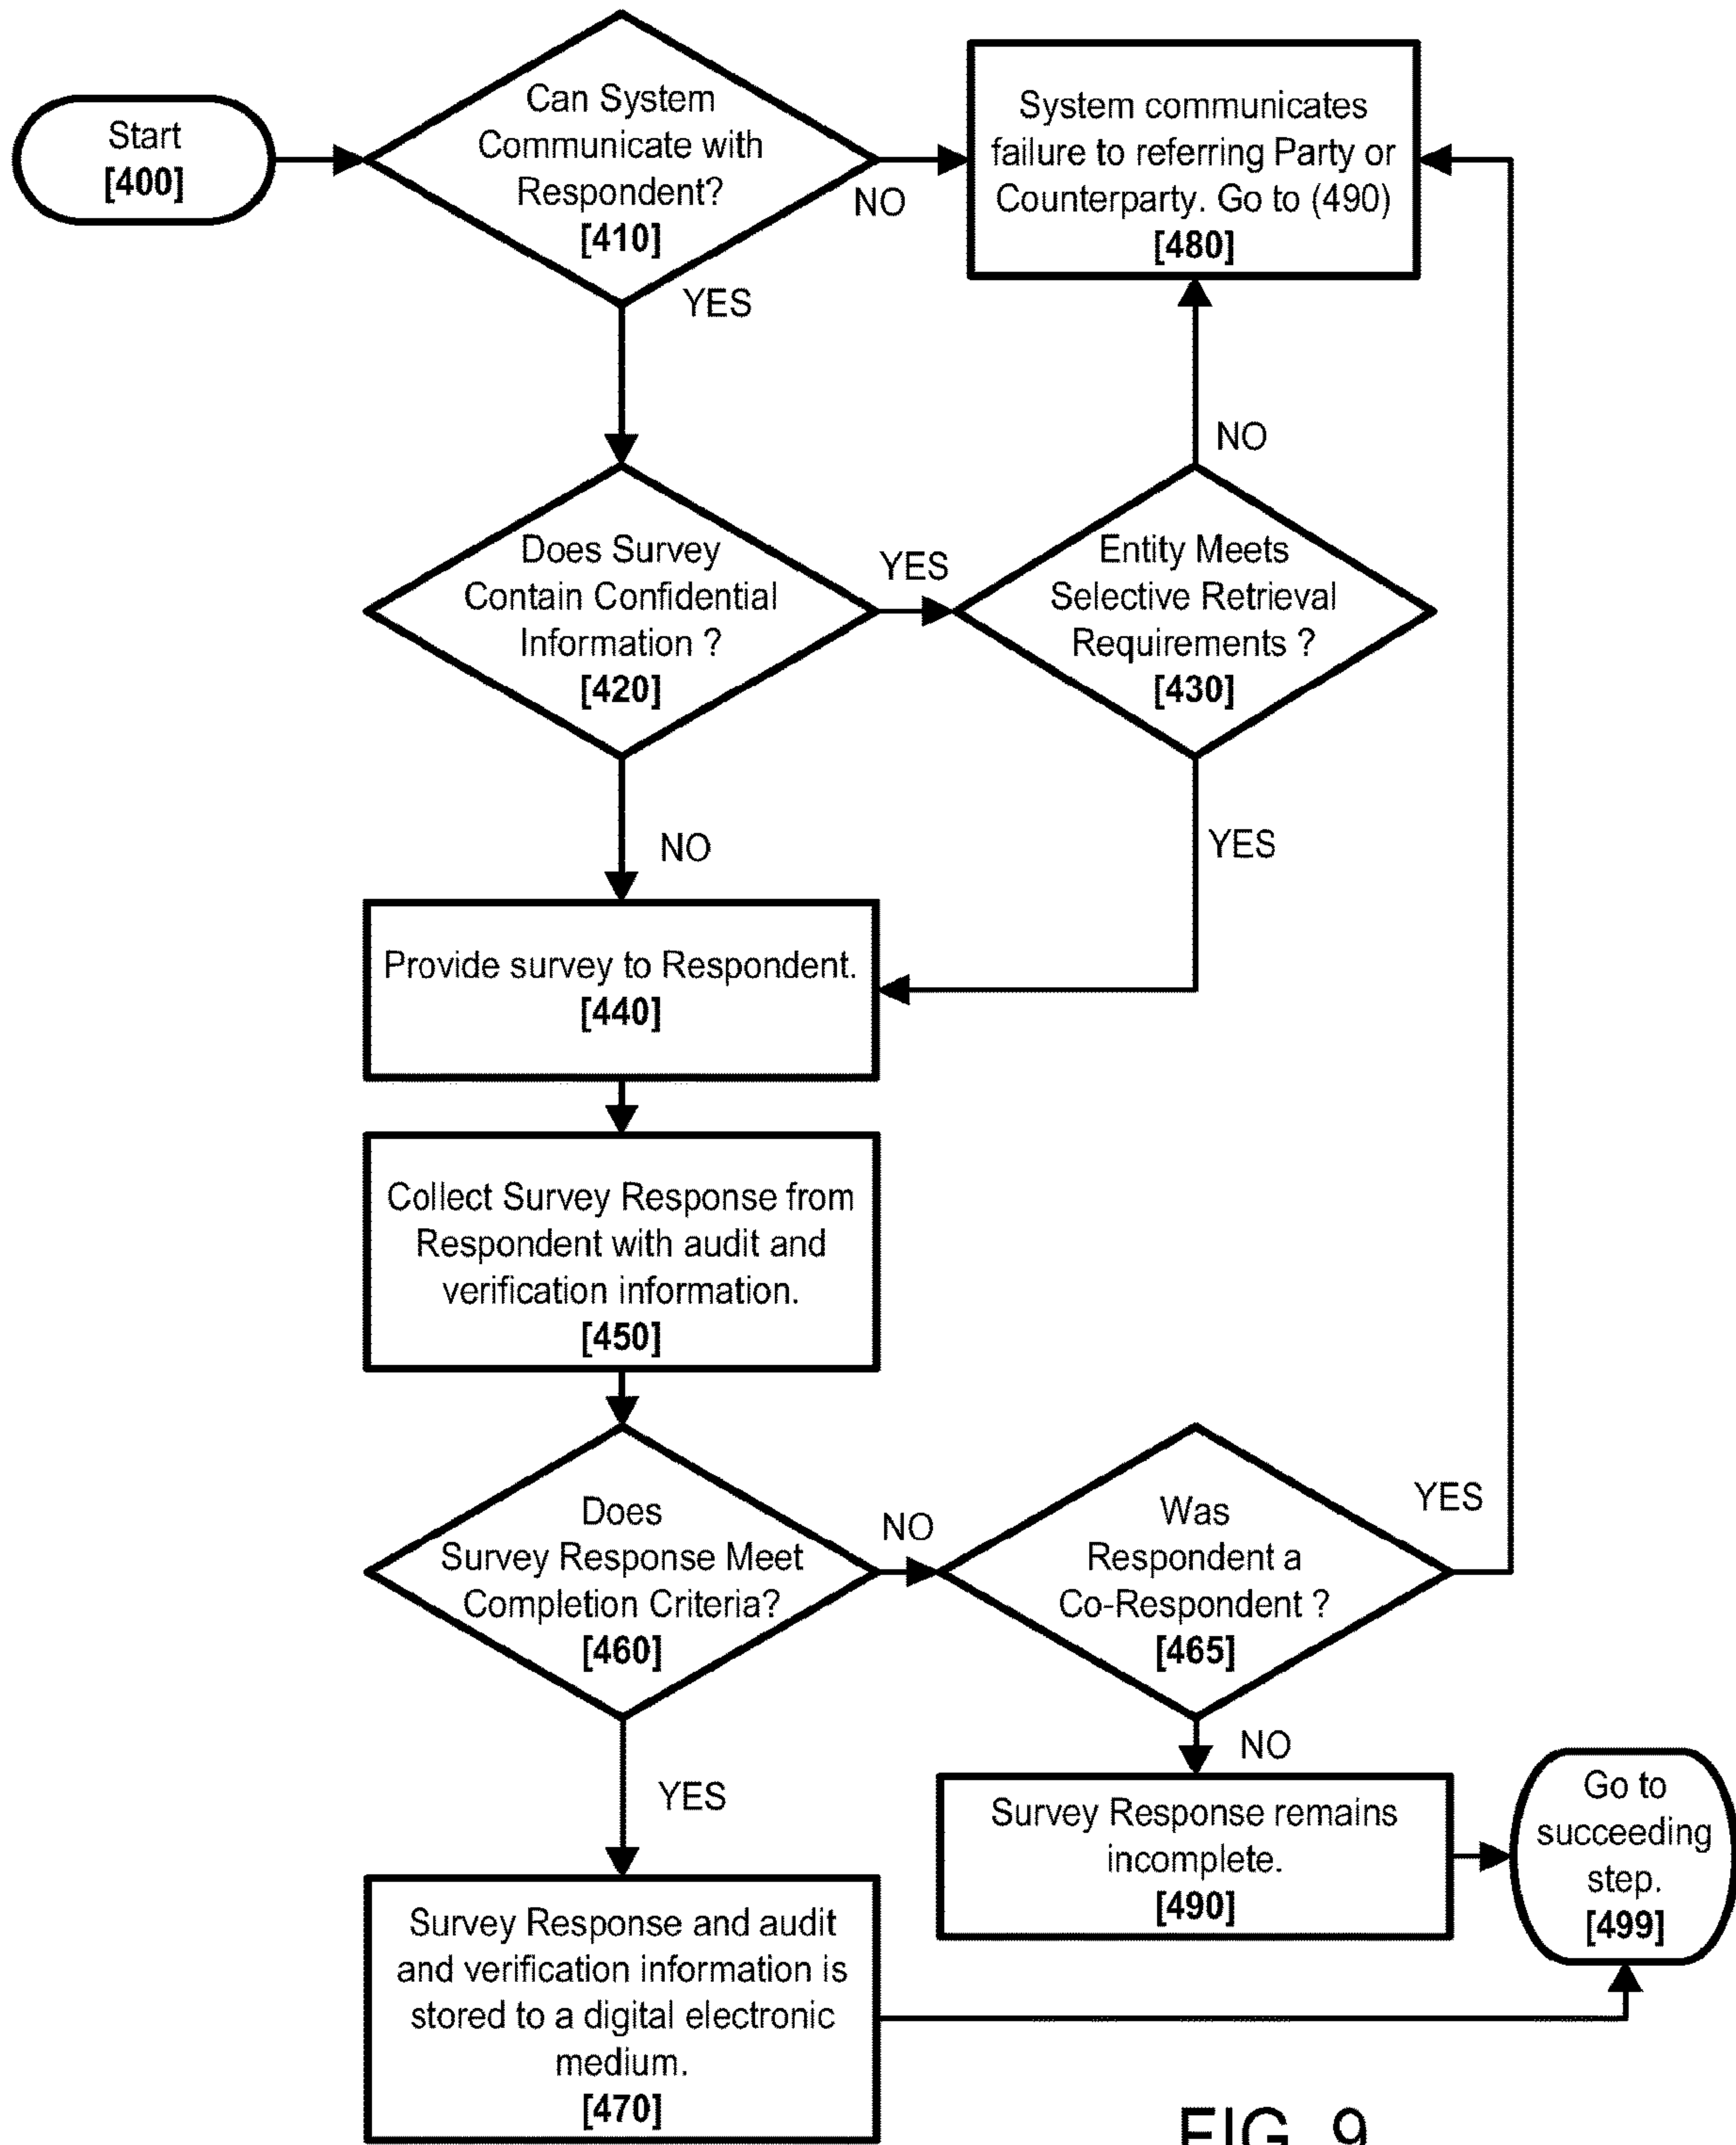 Start
[400]
Can System
Communicate with
Respondent?
[410]
NO
YES
System communicates
failure to referring Party or
Counterparty. Go to (490)
[480]
NO
Does Survey
Contain Confidential
Information ?
[420]
YES
Entity Meets
Selective Retrieval
Requirements ?
[430]
NO
YES
Provide survey to Respondent.
[440]
Collect Survey Response from
Respondent with audit and
verification information.
[450]
Does
Survey Response Meet
Completion Criteria?
[460]
NO
Was
Respondent a
Co-Respondent ?
[465]
YES
NO
YES
Survey Response remains
incomplete.
[490]
Go to
succeeding
step.
[499]
Survey Response and audit
and verification information is
stored to a digital electronic
medium.
[470]
FIG. 9